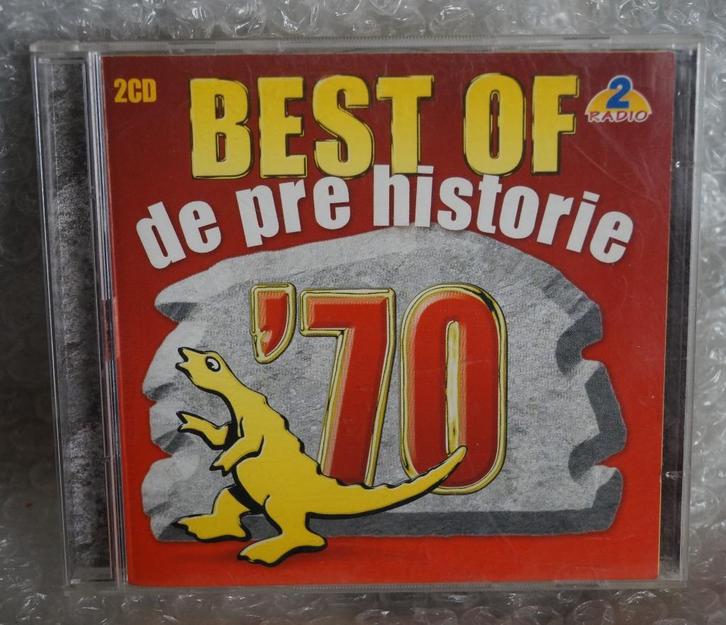 2CD
BEST OF
2
RADIO
de pre historie
'70